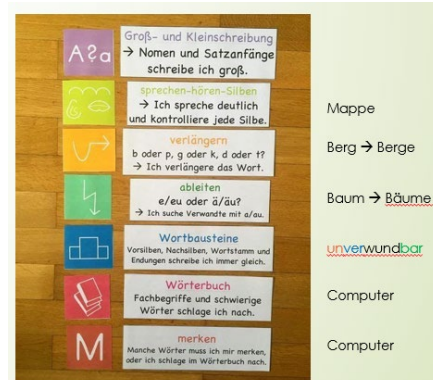 A?a
Groß- und Kleinschreibung
→ Nomen und Satzanfänge
schreibe ich groß.
sprechen-hören-Silben
→ Ich spreche deutlich
und kontrolliere jede Silbe.
Mappe
verlängern
b oder p, g oder k, d oder t?
→ Ich verlängere das Wort.
Berg → Berge
ableiten
e/eu oder ä/äu?
→ Ich suche Verwandte mit a/au.
Baum → Bäume
Wortbausteine
Vorsilben, Nachsilben, Wortstamm und
Endungen schreibe ich immer gleich.
unverwundbar
Wörterbuch
Fachbegriffe und schwierige
Wörter schlage ich nach.
Computer
M
merken
Manche Wörter muss ich mir merken,
oder ich schlage im Wörterbuch nach.
Computer